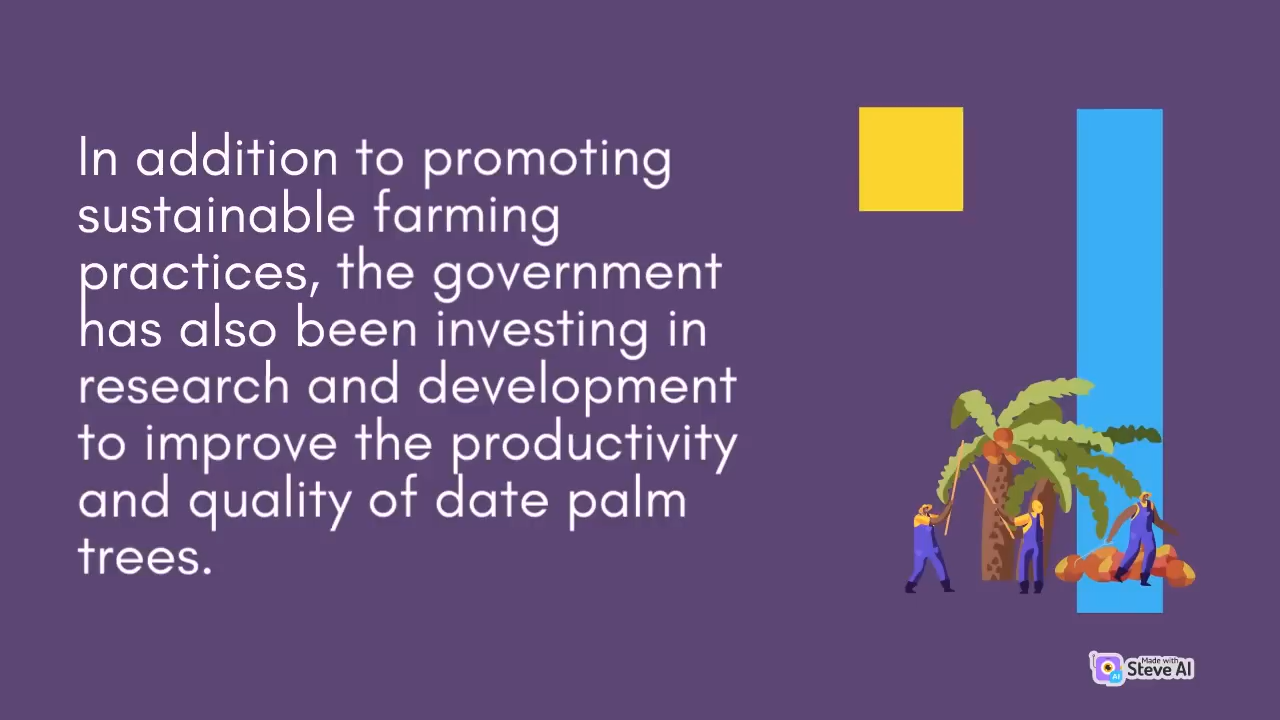 In addition to promoting
sustainable farming
practices, the government
has also been investing in
research and development
to improve the productivity
and quality of date palm
trees.
Made with
AI
Steve AI